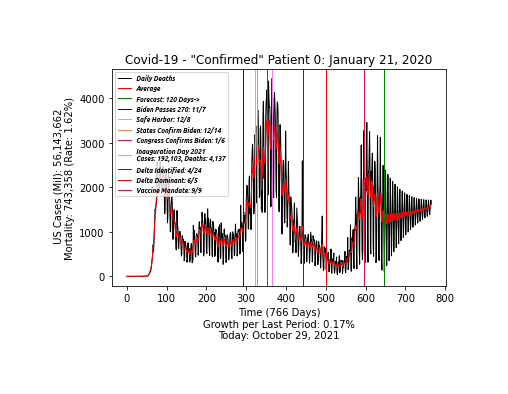 Covid-19 - "Confirmed" Patient 0: January 21, 2020
US Cases (Mil): 56,143,662
Mortality: 743,358 (Rate: 1.62%)
4000
3000
2000
1000
0
Daily Deaths
Average
Forecast: 120 Days->
Biden Passes 270: 11/7
Safe Harbor: 12/8
States Confirm Biden: 12/14
Congress Confirms Biden: 1/6
Inauguration Day 2021
Cases: 192,103, Deaths: 4,137
Delta Identified: 4/24
Delta Dominant: 6/5
Vaccine Mandate: 9/9
0 100 200 300 400 500 600 700 800
Time (766 Days)
Growth per Last Period: 0.17%
Today: October 29, 2021